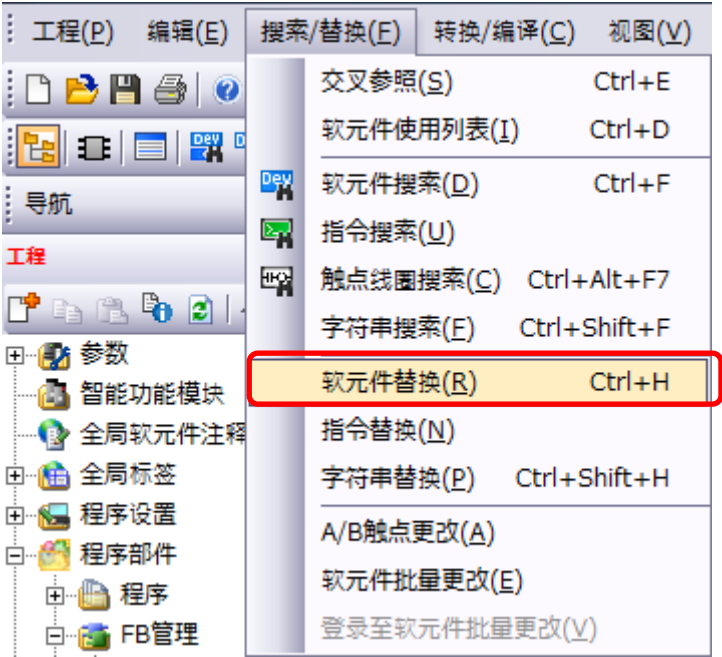 工程(P) 编辑(E) 搜索/替换(F) 转换/编译(C) 视图(V)
交叉参照(S) Ctrl+E
软元件使用列表(I) Ctrl+D
Dev 软元件搜索(D) Ctrl+F
指令搜索(U)
触点线圈搜索(C) Ctrl+Alt+F7
字符串搜索(F) Ctrl+Shift+F
软元件替换(R) Ctrl+H
指令替换(N)
字符串替换(P) Ctrl+Shift+H
A/B触点更改(A)
软元件批量更改(E)
登录至软元件批量更改(V)
Dev
导航
工程
参数
智能功能模块
全局软元件注释
全局标签
程序设置
程序部件
程序
FB管理